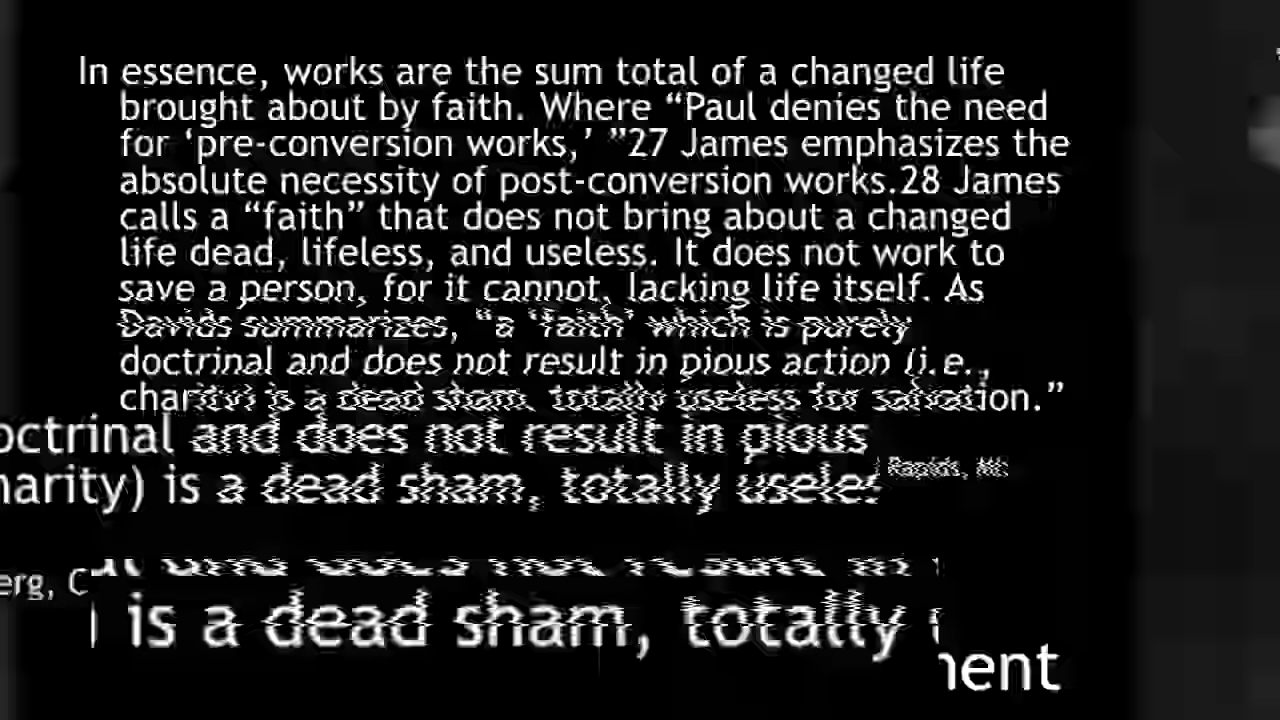 In essence, works are the sum total of a changed life
brought about by faith. Where “Paul denies the need
for ‘pre-conversion works,’ ”27 James emphasizes the
absolute necessity of post-conversion works.28 James
calls a “faith” that does not bring about a changed
life dead, lifeless, and useless. It does not work to
save a person, for it cannot, lacking life itself. As
Davids summarizes, “a ‘faith’ which is purely
doctrinal and does not result in pious action (i.e.,
charity) is a dead sham, totally useless for salvation.”
octrinal and does not result in pious
harity) is a dead sham, totally useles
Rapids, MI:
erg, C
is a dead sham, totally
ment